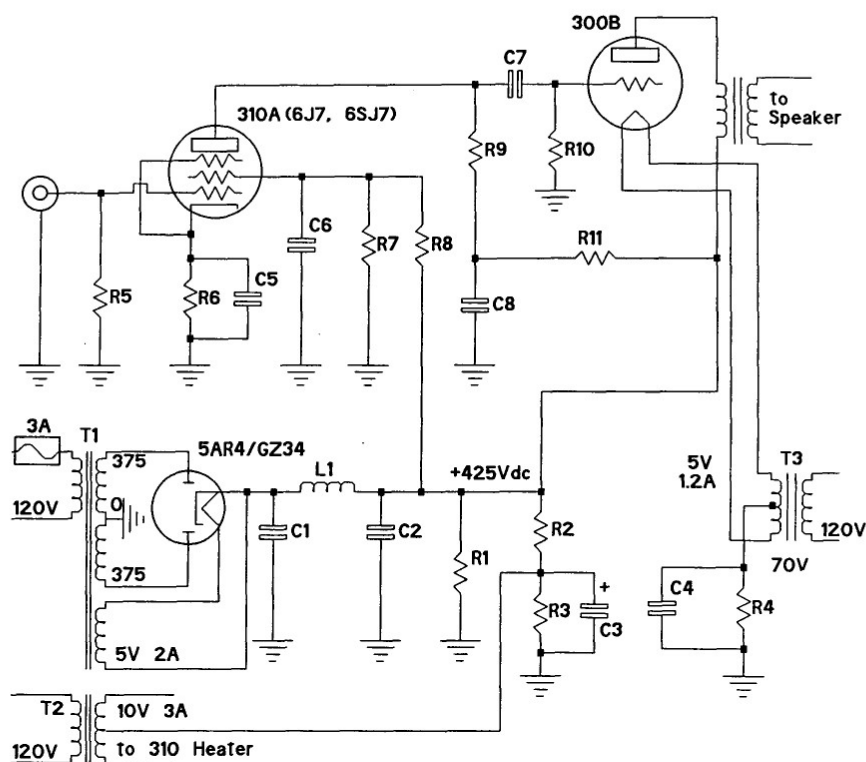 300B
C7
310A (6J7, 6SJ7)
to
Speaker
R9
R10
C6
R7
R8
R11
R5
R6
C5
C8
3A
T1
375
5AR4/GZ34
L1
+425Vdc
5V
1.2A
T3
120V
0
C1
C2
R1
R2
120V
375
70V
+
R3
C3
C4
R4
5V 2A
T2
10V 3A
120V
to 310 Heater